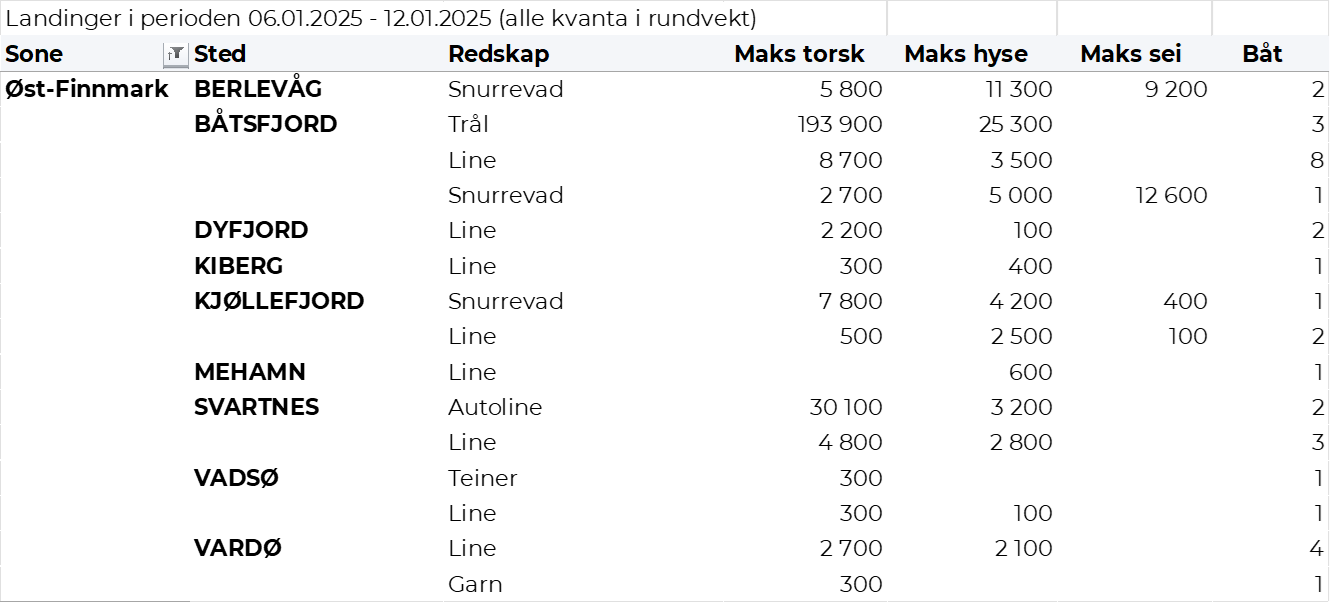 Landinger i perioden 06.01.2025 - 12.01.2025 (alle kvanta i rundvekt)
Sone Sted Redskap Maks torsk Maks hyse Maks sei Båt
Øst-Finnmark BERLEVÅG Snurrevad 5 800 11 300 9 200 2
BÅTSFJORD Trål 193 900 25 300 3
Line 8 700 3 500 8
Snurrevad 2 700 5 000 12 600 1
DYFJORD Line 2 200 100 2
KIBERG Line 300 400 1
KJØLLEFJORD Snurrevad 7 800 4 200 400 1
Line 500 2 500 100 2
MEHAMN Line 600 1
SVARTNES Autoline 30 100 3 200 2
Line 4 800 2 800 3
VADSØ Teiner 300 1
Line 300 100 1
VARDØ Line 2 700 2 100 4
Garn 300 1